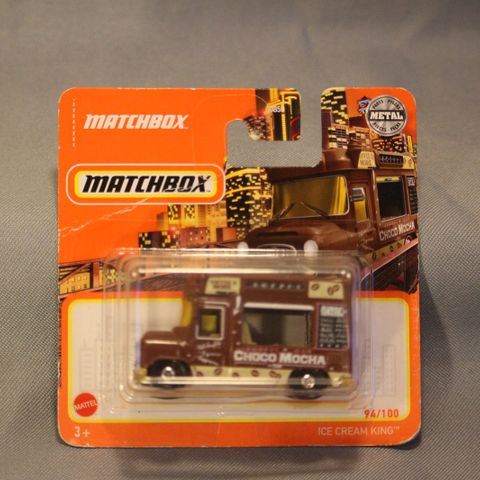 MATCHBOX
METAL
MATCHBOX
CHOCO MOCHA
CHOCO MOCHA
MATTEL
3+
94/100
ICE CREAM KING™